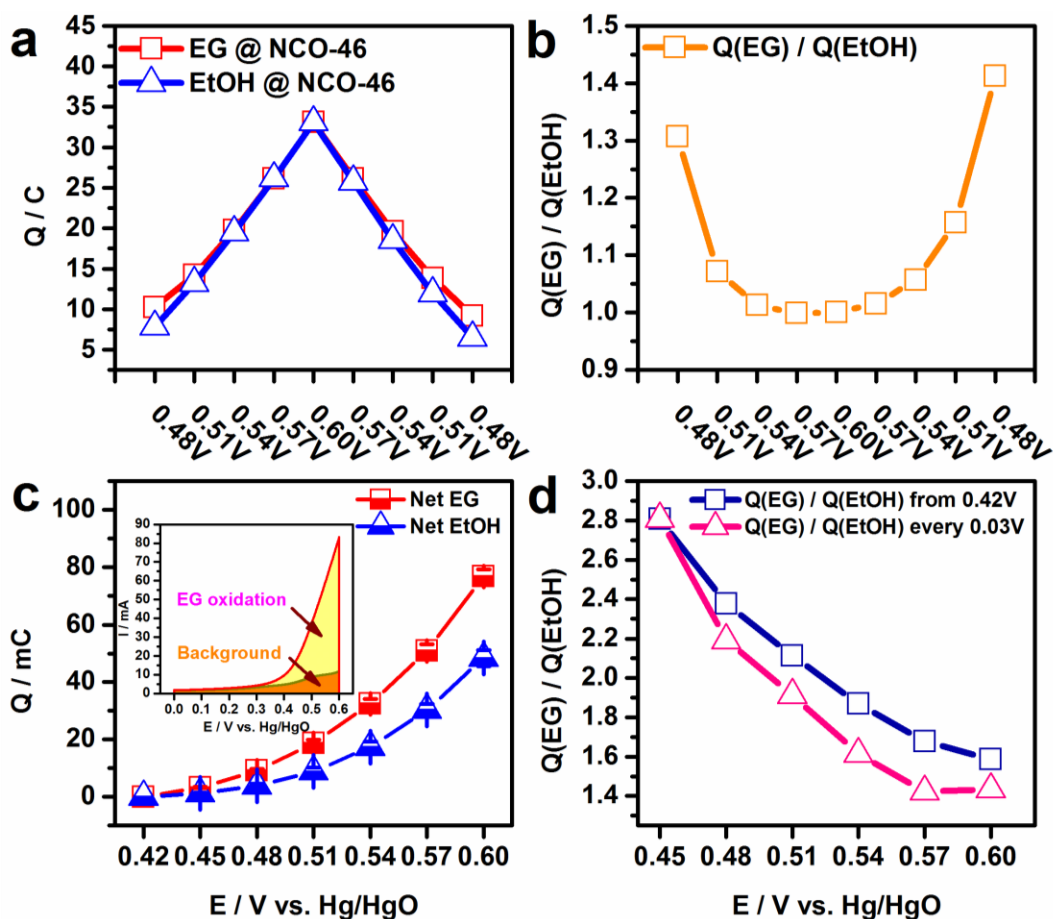 a
45
40
35
30
25
20
15
10
5
Q / C
EG @ NCO-46
EtOH @ NCO-46
0.48V
0.51V
0.54V
0.57V
0.60V
0.57V
0.54V
0.51V
0.48V
b
1.5
1.4
1.3
1.2
1.1
1.0
0.9
Q(EG) / Q(EtOH)
Q(EG) / Q(EtOH)
0.48V
0.51V
0.54V
0.57V
0.60V
0.57V
0.54V
0.51V
0.48V
c
100
80
60
40
20
0
Q / mC
Net EG
Net EtOH
90
80
70
60
50
40
30
20
10
0
I / mA
EG oxidation
Background
0.0 0.1 0.2 0.3 0.4 0.5 0.6
E / V vs. Hg/HgO
0.42 0.45 0.48 0.51 0.54 0.57 0.60
E / V vs. Hg/HgO
d
3.0
2.8
2.6
2.4
2.2
2.0
1.8
1.6
1.4
Q(EG) / Q(EtOH)
Q(EG) / Q(EtOH) from 0.42V
Q(EG) / Q(EtOH) every 0.03V
0.45 0.48 0.51 0.54 0.57 0.60
E / V vs. Hg/HgO